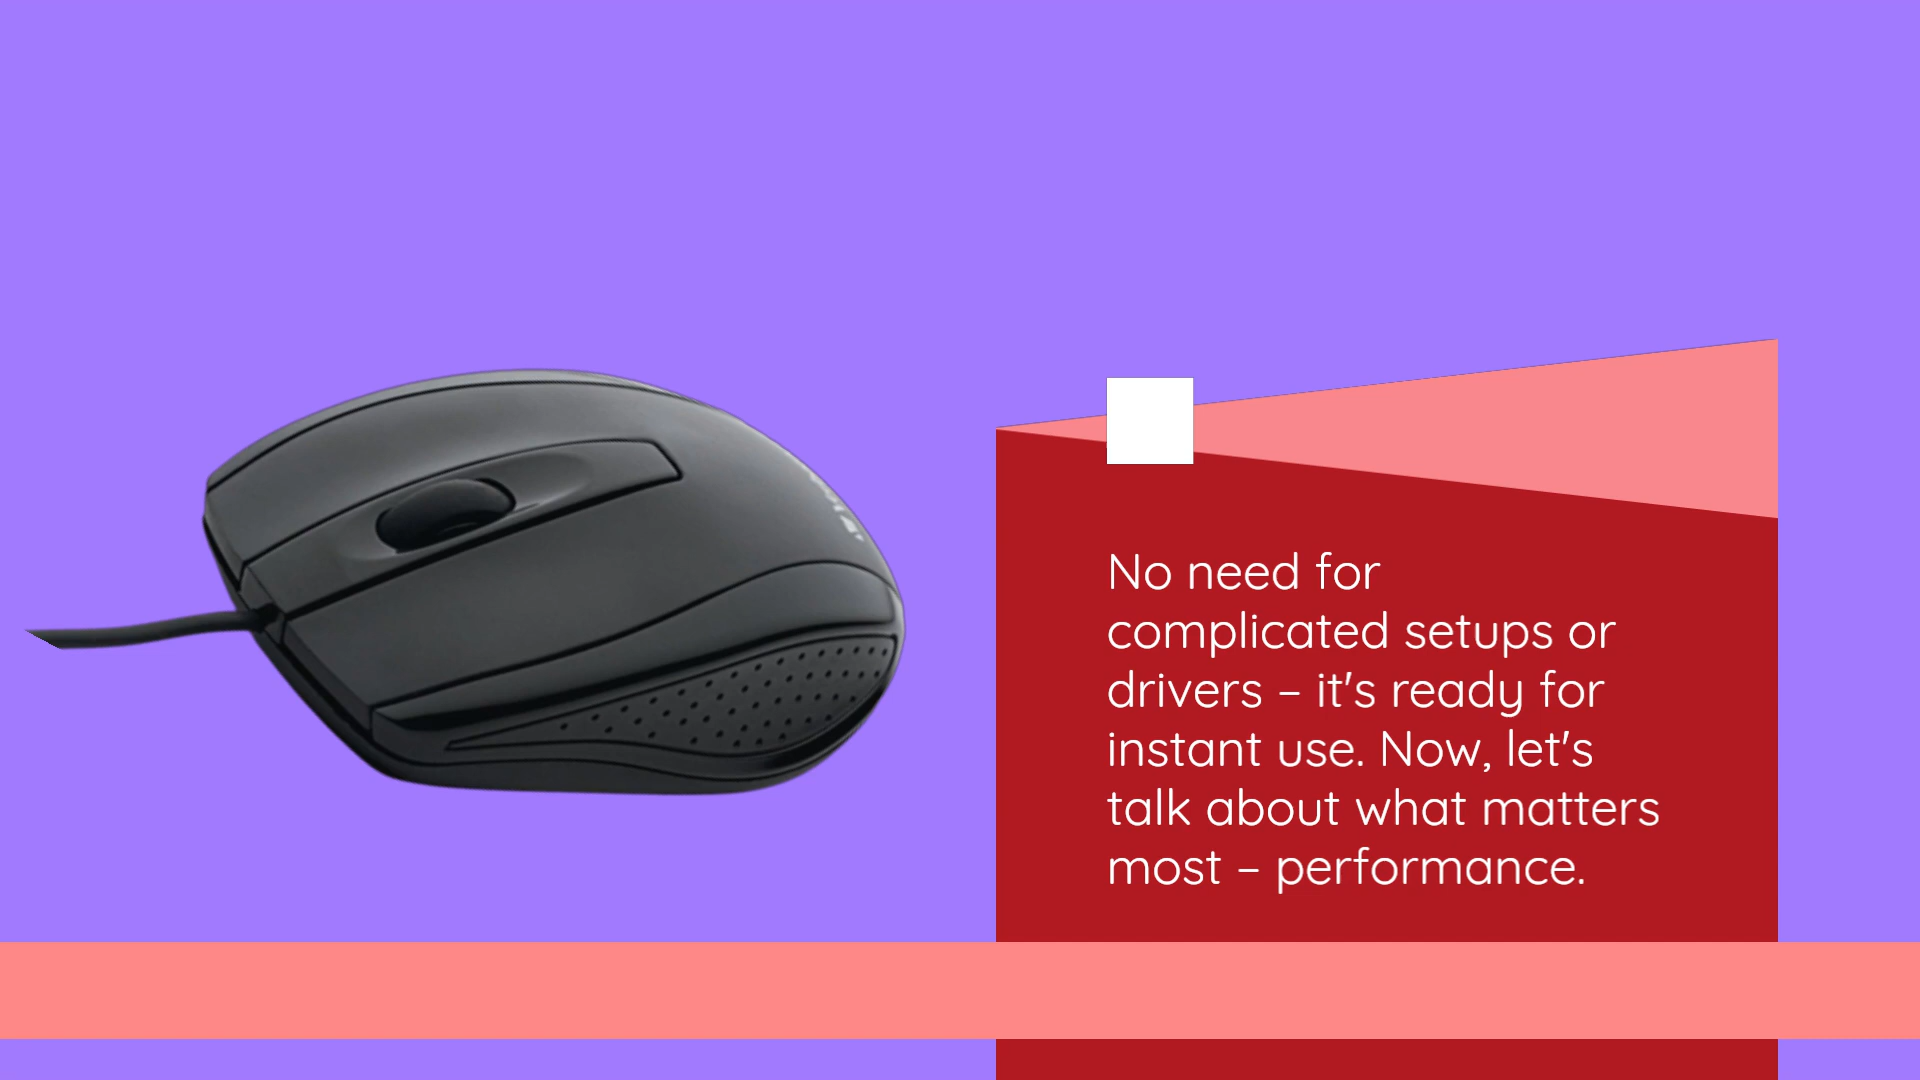 No need for
complicated setups or
drivers – it's ready for
instant use. Now, let's
talk about what matters
most – performance.